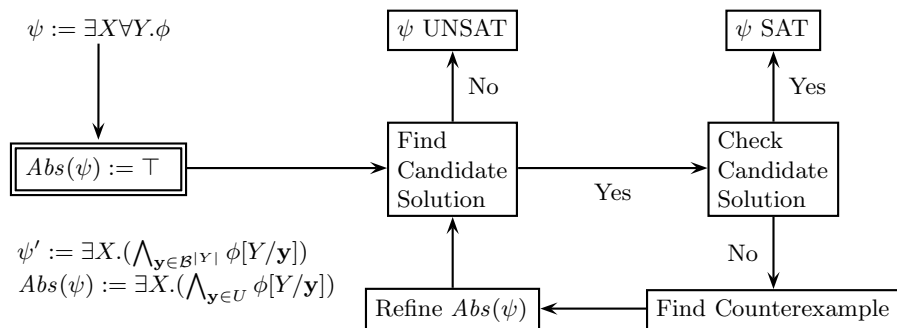 ψ := ∃X∀Y.ϕ
ψ UNSAT
ψ SAT
No
Yes
Abs(ψ) := ⊤
Find
Candidate
Solution
Yes
Check
Candidate
Solution
ψ′ := ∃X.(⋀_{y∈𝓑^{|Y|}} ϕ[Y/y])
No
Abs(ψ) := ∃X.(⋀_{y∈U} ϕ[Y/y])
Refine Abs(ψ)
Find Counterexample